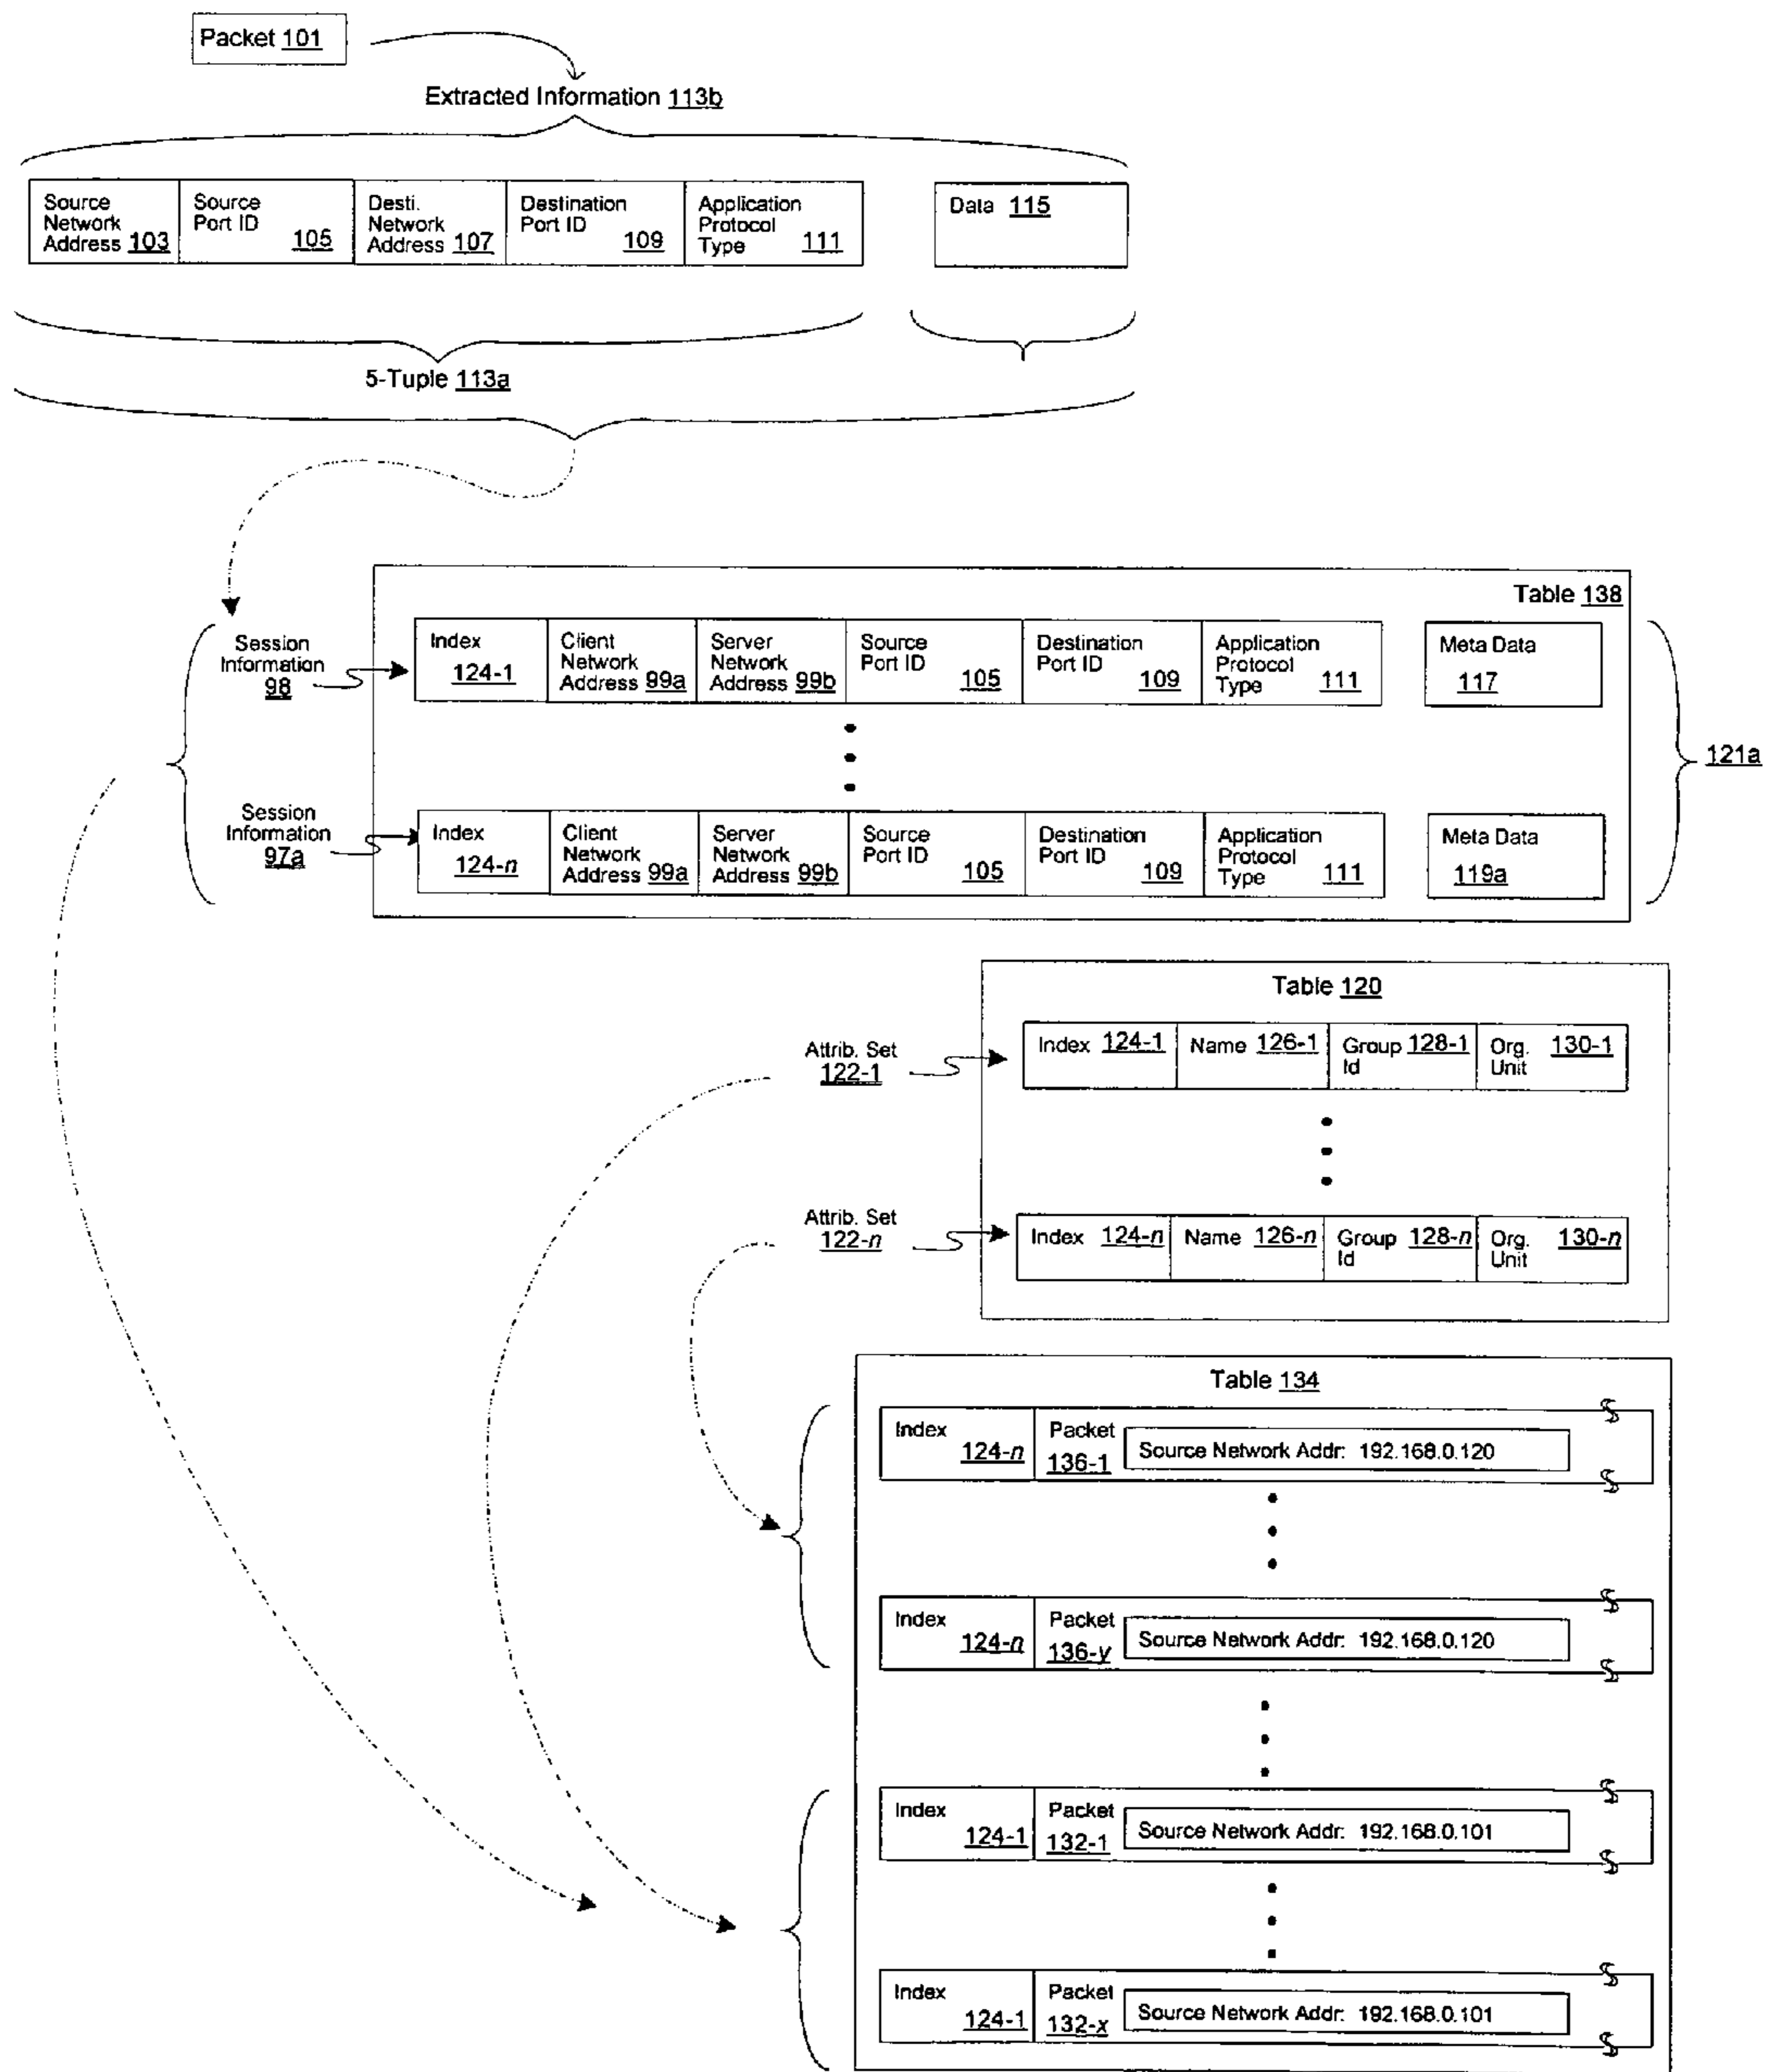 Packet 101
Extracted Information 113b
Source
Network
Address 103
Source
Port ID
105
Desti.
Network
Address 107
Destination
Port ID
109
Application
Protocol
Type 111
Data 115
5-Tuple 113a
Table 138
Session
Information
98
Index
124-1
Client
Network
Address 99a
Server
Network
Address 99b
Source
Port ID
105
Destination
Port ID
109
Application
Protocol
Type 111
Meta Data
117
121a
Session
Information
97a
Index
124-n
Client
Network
Address 99a
Server
Network
Address 99b
Source
Port ID
105
Destination
Port ID
109
Application
Protocol
Type 111
Meta Data
119a
Table 120
Attrib. Set
122-1
Index 124-1
Name 126-1
Group 128-1
Id
Org. 130-1
Unit
Attrib. Set
122-n
Index 124-n
Name 126-n
Group 128-n
Id
Org. 130-n
Unit
Table 134
Index
124-n
Packet
136-1
Source Network Addr: 192.168.0.120
Index
124-n
Packet
136-y
Source Network Addr: 192.168.0.120
Index
124-1
Packet
132-1
Source Network Addr: 192.168.0.101
Index
124-1
Packet
132-x
Source Network Addr: 192.168.0.101